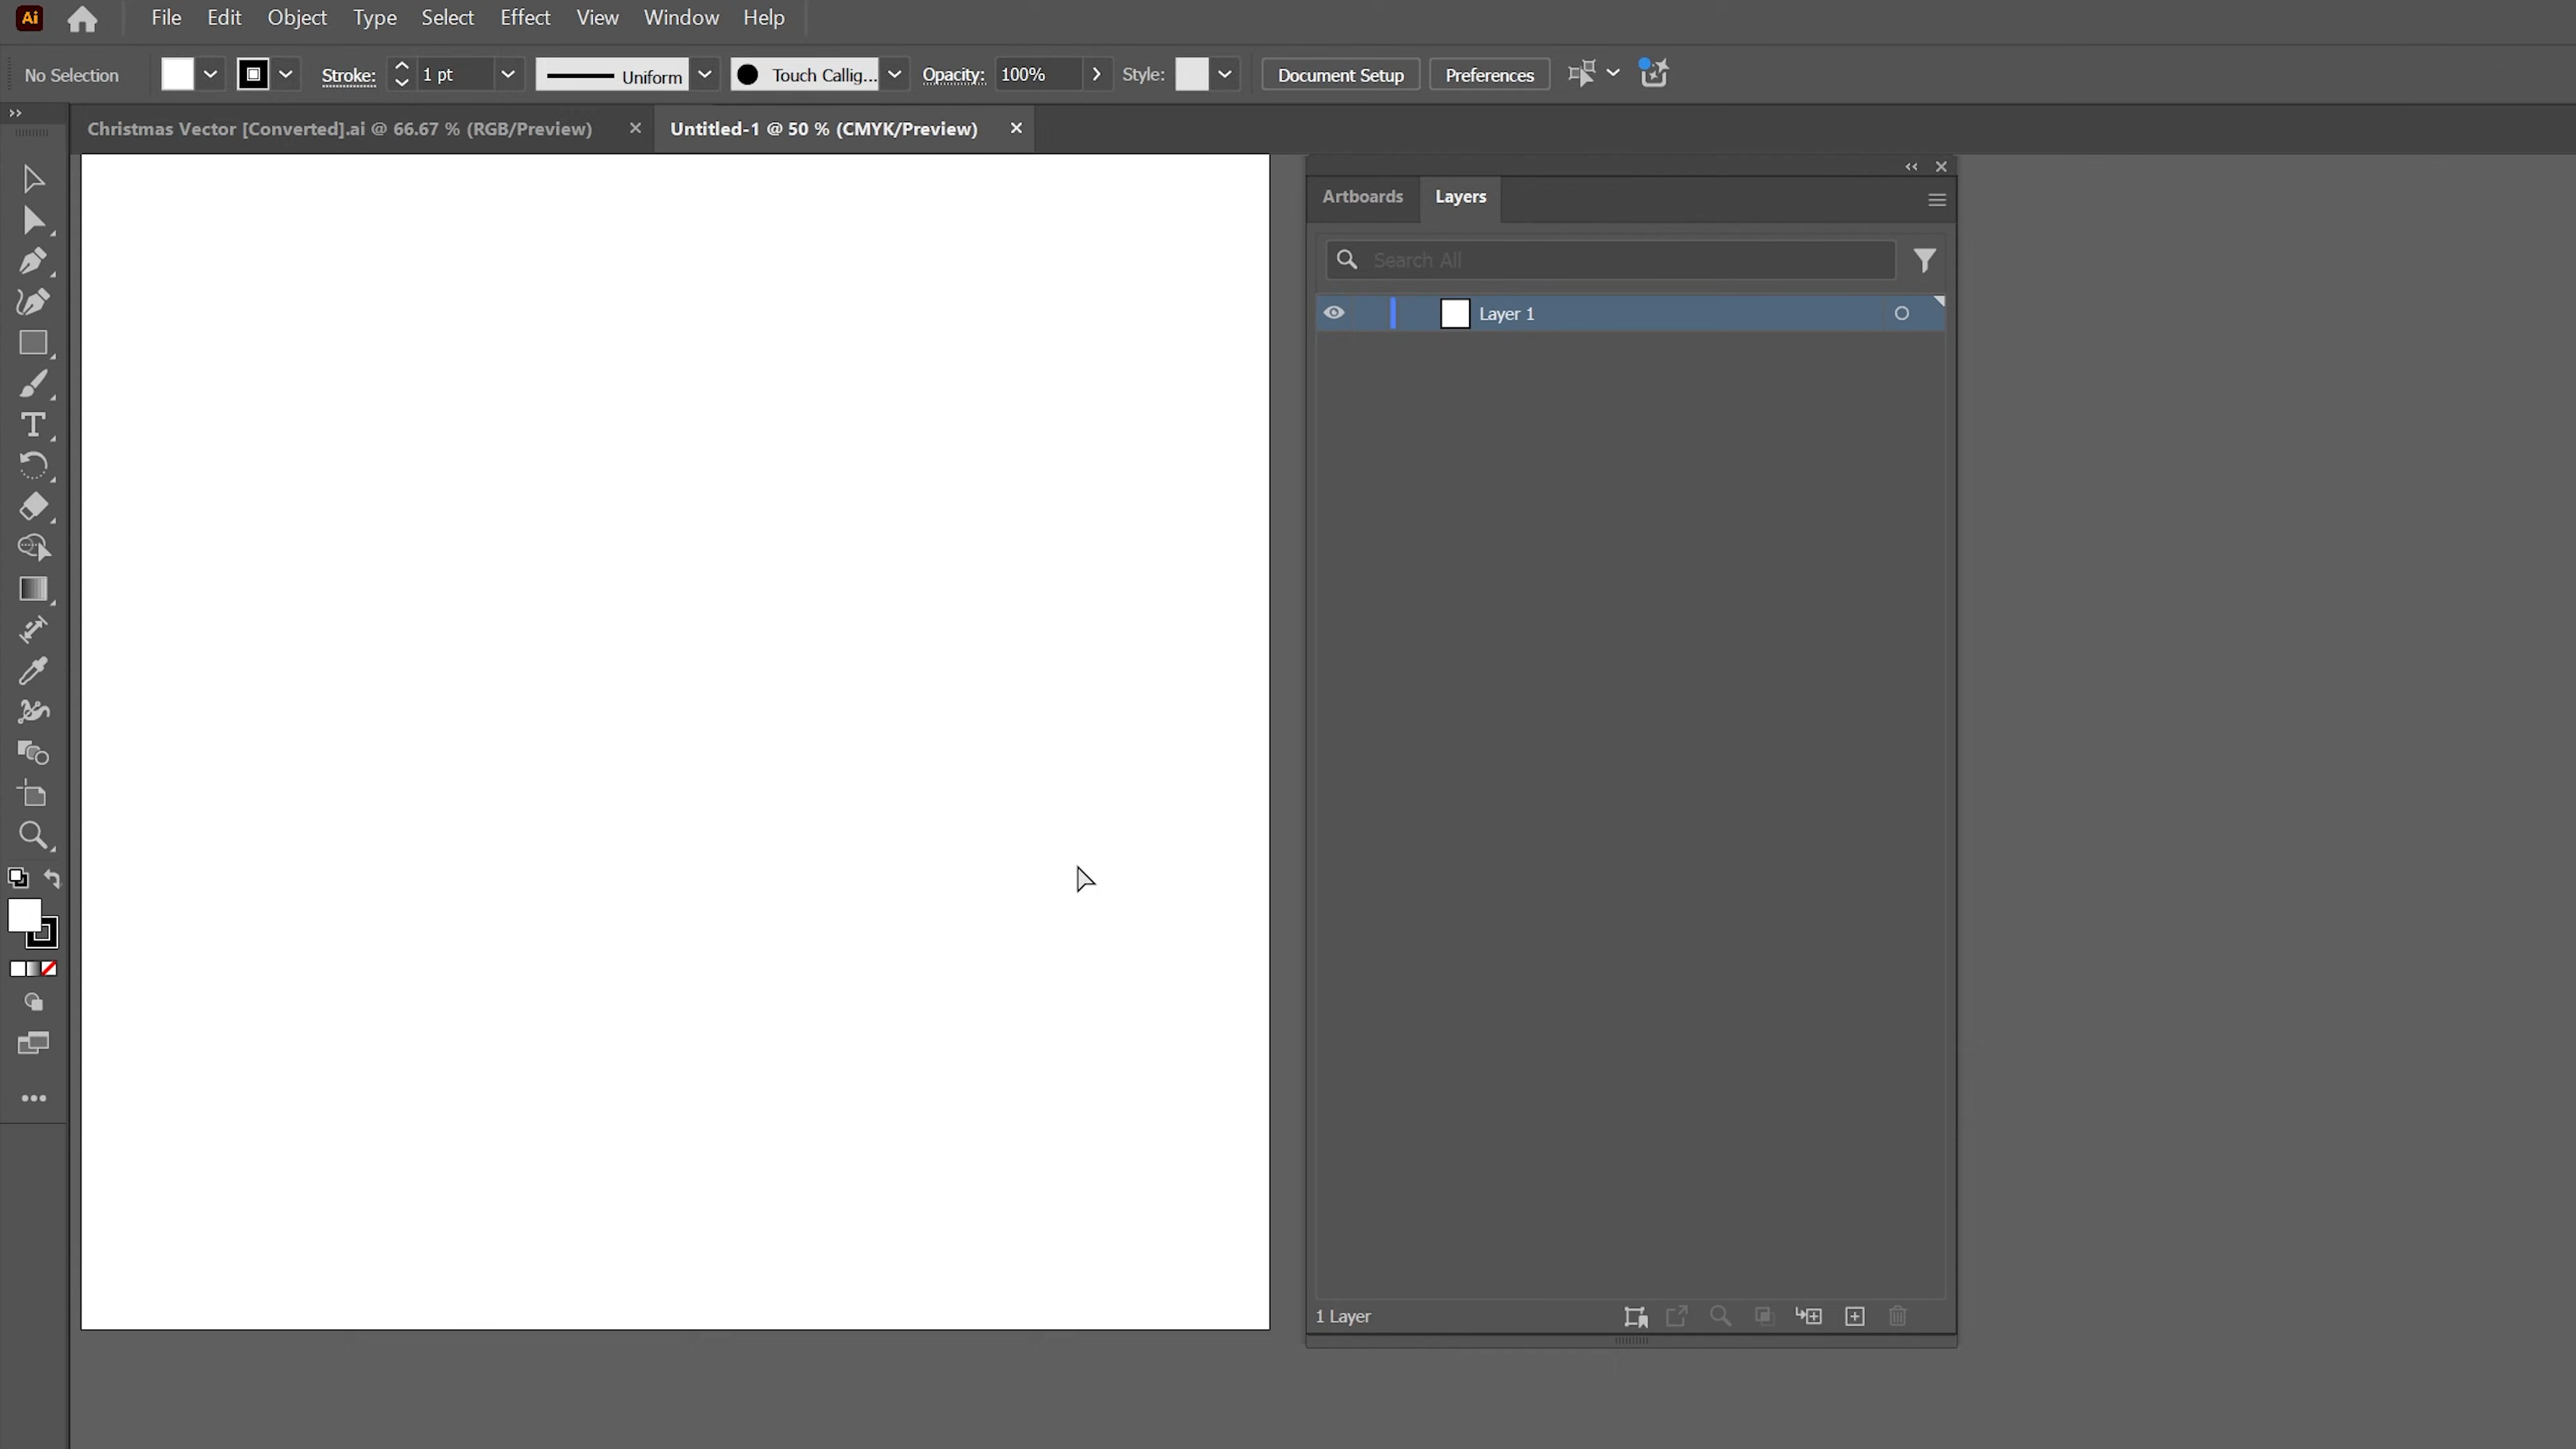 Ai File Edit Object Type Select Effect View Window Help
No Selection Stroke: 1 pt Uniform Touch Callig... Opacity: 100% Style: Document Setup Preferences
Christmas Vector [Converted].ai @ 66.67 % (RGB/Preview) Untitled-1 @ 50 % (CMYK/Preview)
Artboards Layers
Search All
Layer 1
1 Layer